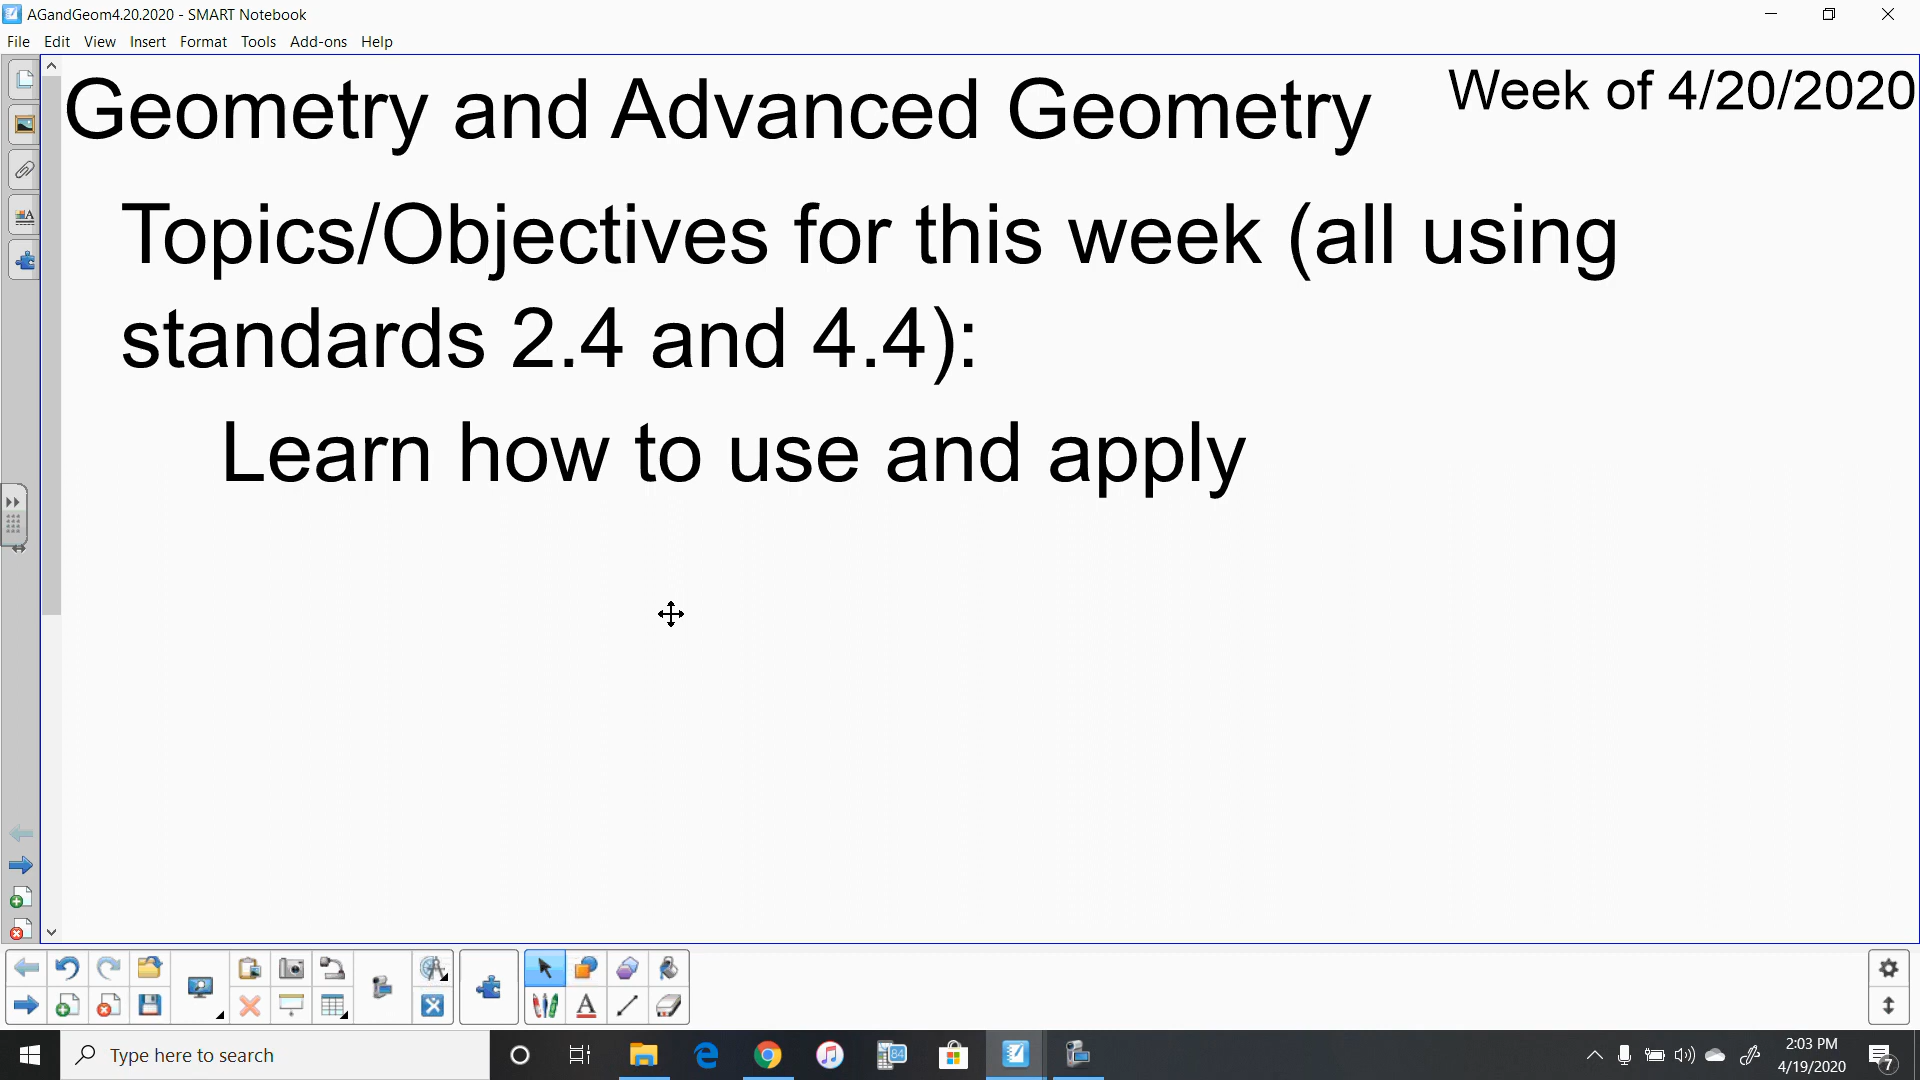 AGandGeom4.20.2020 - SMART Notebook
File Edit View Insert Format Tools Add-ons Help
Geometry and Advanced Geometry
Week of 4/20/2020
Topics/Objectives for this week (all using
standards 2.4 and 4.4):
Learn how to use and apply
A
A
Type here to search
84
2:03 PM
4/19/2020
7